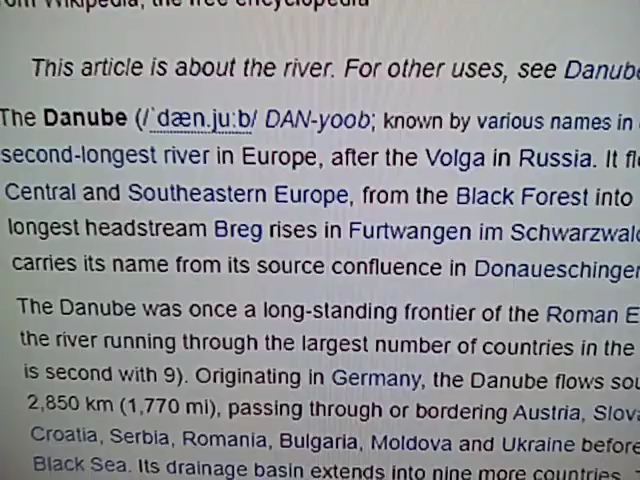 om Wikipedia, the free encyclopedia
This article is about the river. For other uses, see Danube
The Danube (/ˈdæn.juːb/ DAN-yoob; known by various names in
second-longest river in Europe, after the Volga in Russia. It fl
Central and Southeastern Europe, from the Black Forest into
longest headstream Breg rises in Furtwangen im Schwarzwald
carries its name from its source confluence in Donaueschingen
The Danube was once a long-standing frontier of the Roman E
the river running through the largest number of countries in the
is second with 9). Originating in Germany, the Danube flows sou
2,850 km (1,770 mi), passing through or bordering Austria, Slova
Croatia, Serbia, Romania, Bulgaria, Moldova and Ukraine before
Black Sea. Its drainage basin extends into nine more countries.